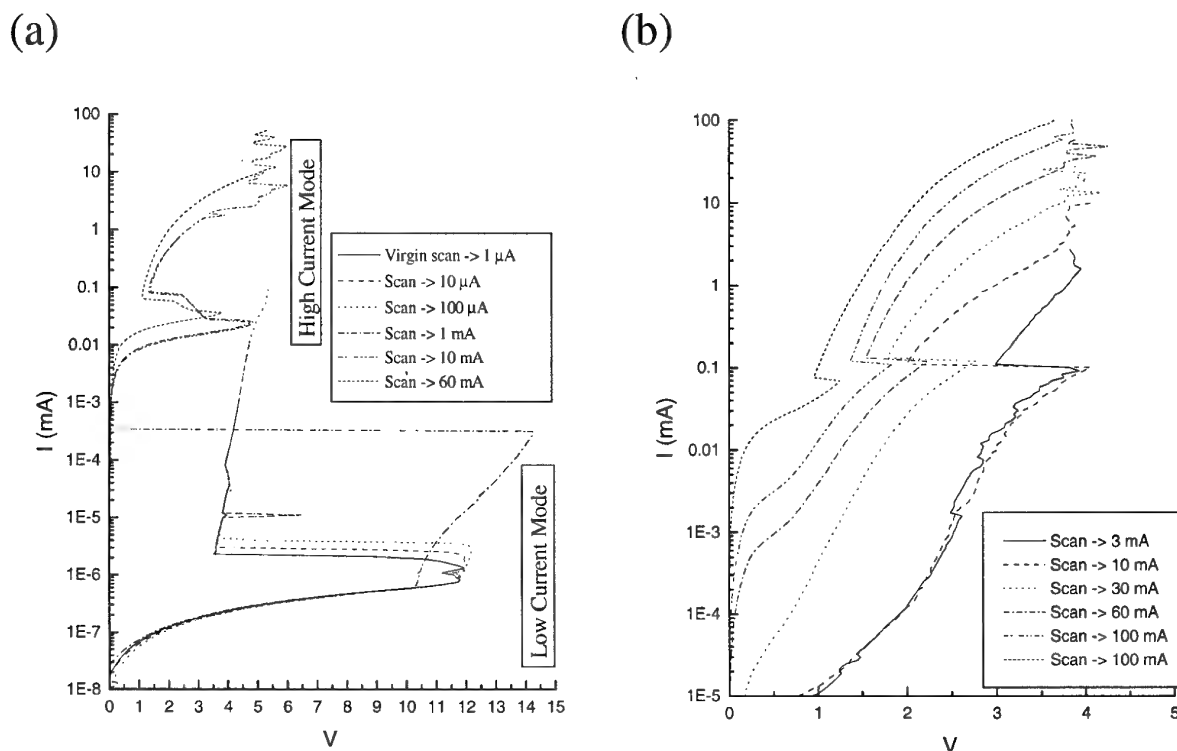 (a)
(b)
100
10
1
0.1
0.01
1E-3
1E-4
1E-5
1E-6
1E-7
1E-8
I (mA)
0 1 2 3 4 5 6 7 8 9 10 11 12 13 14 15
V
High Current Mode
Low Current Mode
Virgin scan -> 1 µA
Scan -> 10 µA
Scan -> 100 µA
Scan -> 1 mA
Scan -> 10 mA
Scan -> 60 mA
100
10
1
0.1
0.01
1E-3
1E-4
1E-5
I (mA)
0 1 2 3 4 5
V
Scan -> 3 mA
Scan -> 10 mA
Scan -> 30 mA
Scan -> 60 mA
Scan -> 100 mA
Scan -> 100 mA